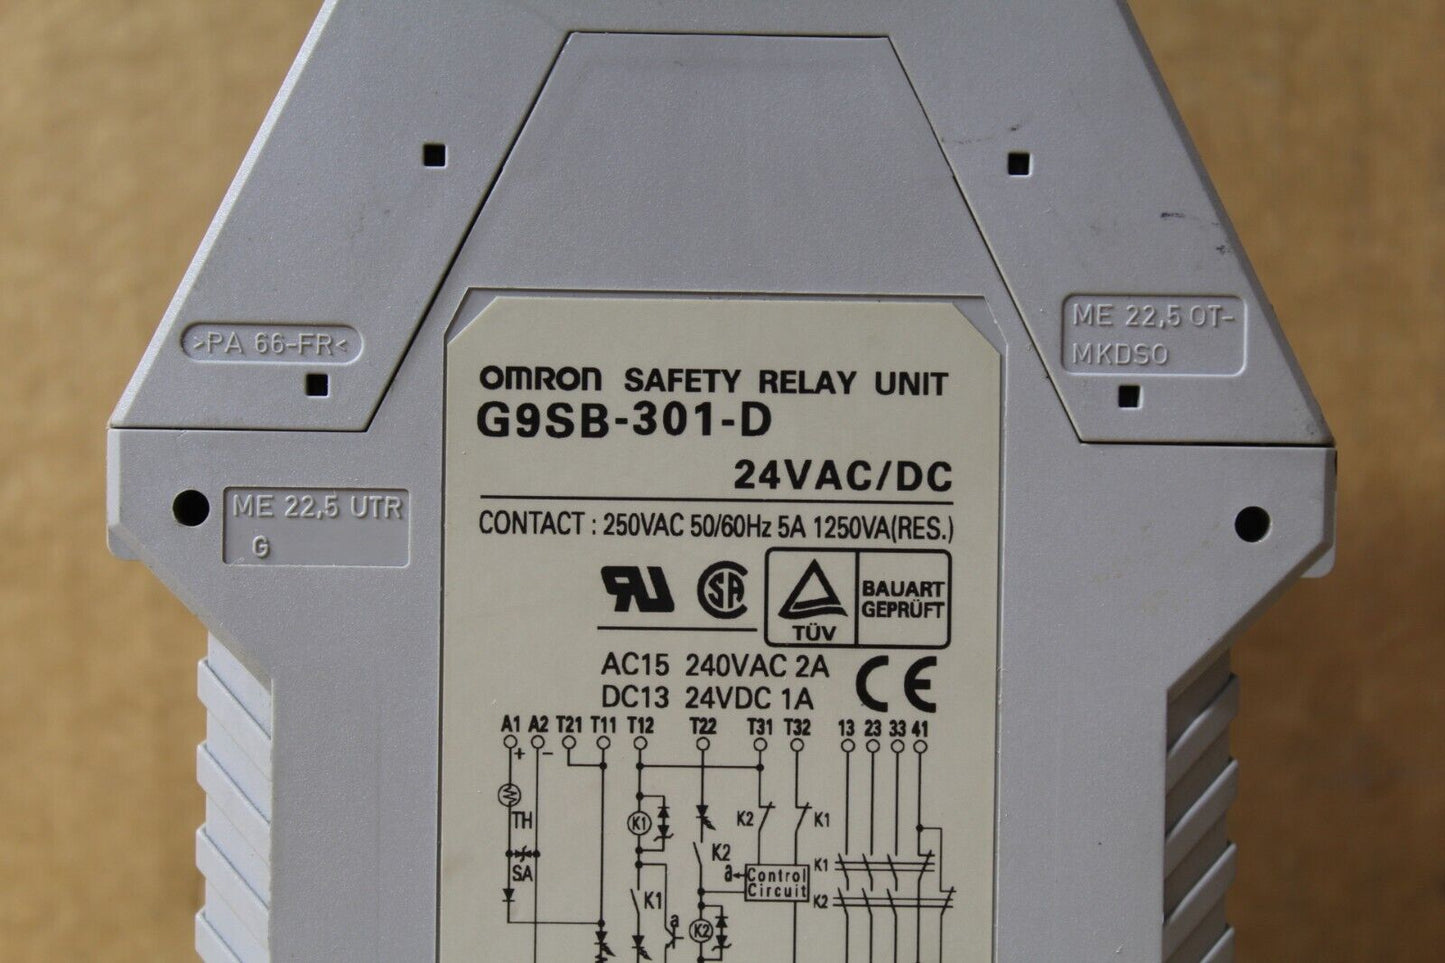 >PA 66-FR<
ME 22,5 OT-
MKDSO
ME 22,5 UTR
G
OMRON SAFETY RELAY UNIT
G9SB-301-D
24VAC/DC
CONTACT : 250VAC 50/60Hz 5A 1250VA(RES.)
RU SA TÜV BAUART
GEPRÜFT
AC15 240VAC 2A CE
DC13 24VDC 1A
A1 A2 T21 T11 T12 T22 T31 T32 13 23 33 41
+ −
TH K1 K2 K1
SA K2 K1
a Control
Circuit
K1 K2
a K2